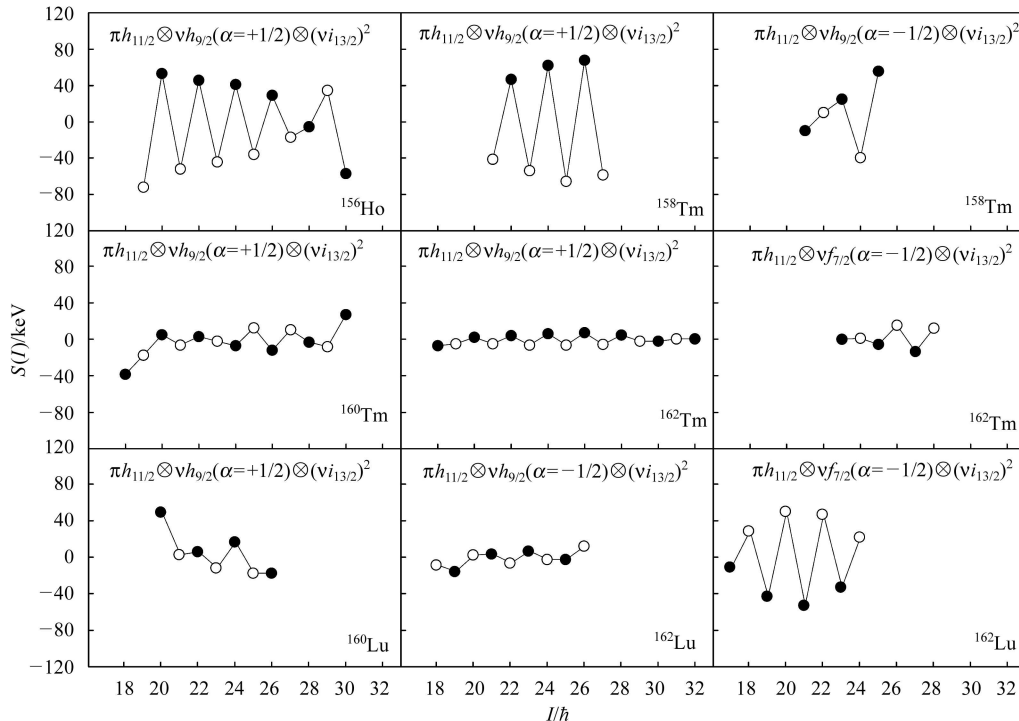 πh11/2⊗νh9/2(α=+1/2)⊗(νi13/2)²
πh11/2⊗νh9/2(α=+1/2)⊗(νi13/2)²
πh11/2⊗νh9/2(α=−1/2)⊗(νi13/2)²
80
40
0
−40
−80
120
156Ho
158Tm
158Tm
πh11/2⊗νh9/2(α=+1/2)⊗(νi13/2)²
πh11/2⊗νh9/2(α=+1/2)⊗(νi13/2)²
πh11/2⊗νf7/2(α=−1/2)⊗(νi13/2)²
80
40
0
−40
−80
120
160Tm
162Tm
162Tm
S(I)/keV
πh11/2⊗νh9/2(α=+1/2)⊗(νi13/2)²
πh11/2⊗νh9/2(α=−1/2)⊗(νi13/2)²
πh11/2⊗νf7/2(α=−1/2)⊗(νi13/2)²
80
40
0
−40
−80
−120
160Lu
162Lu
162Lu
18 20 22 24 26 28 30 32
18 20 22 24 26 28 30 32
18 20 22 24 26 28 30 32
I/ħ